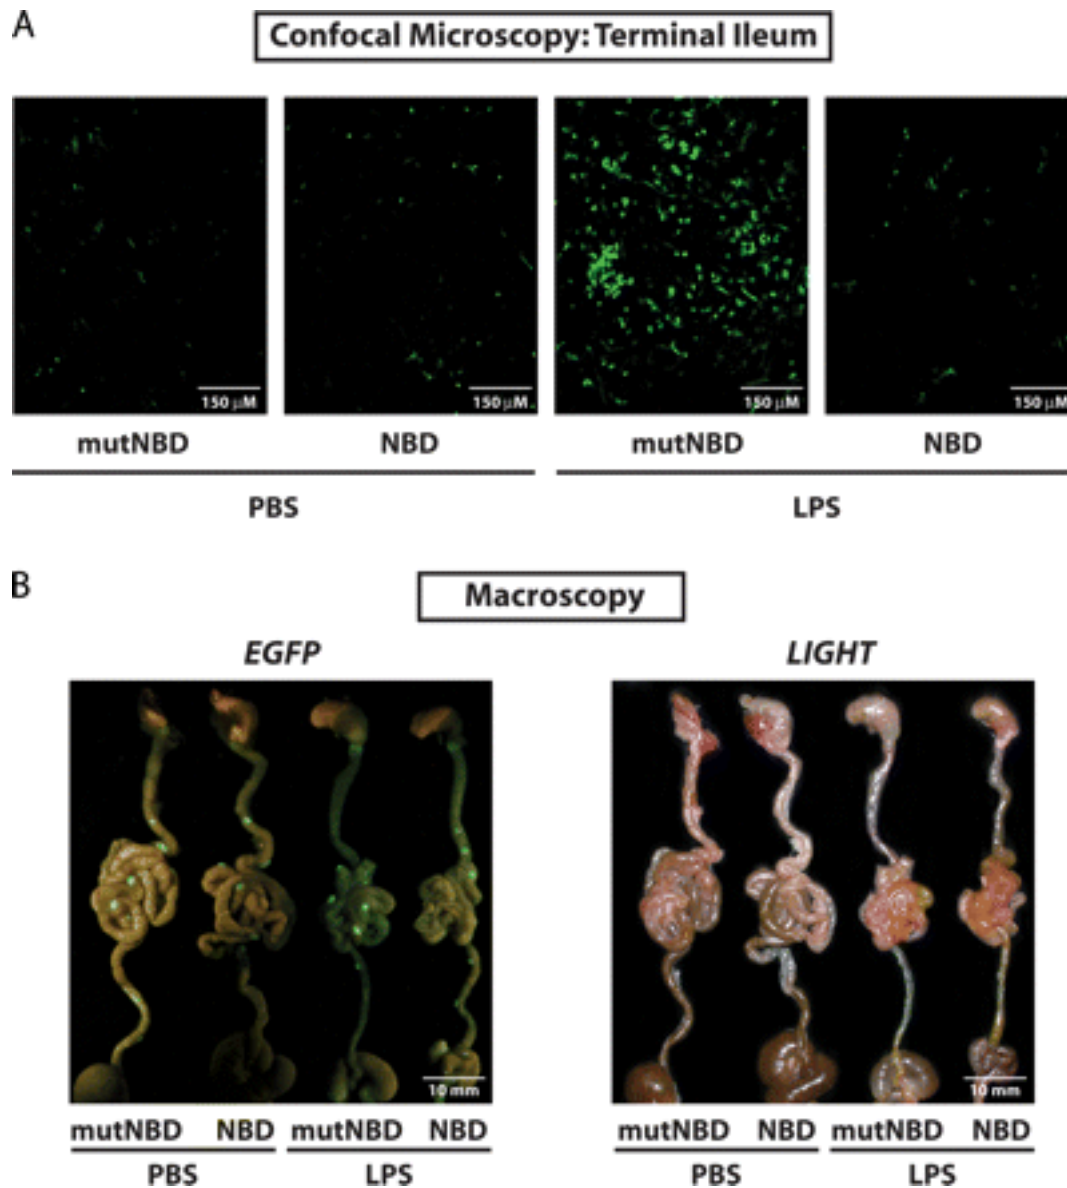 A
Confocal Microscopy: Terminal Ileum
150 µM 150 µM 150 µM 150 µM
mutNBD NBD mutNBD NBD
PBS LPS
B
Macroscopy
EGFP LIGHT
10 mm 10 mm
mutNBD NBD mutNBD NBD mutNBD NBD mutNBD NBD
PBS LPS PBS LPS